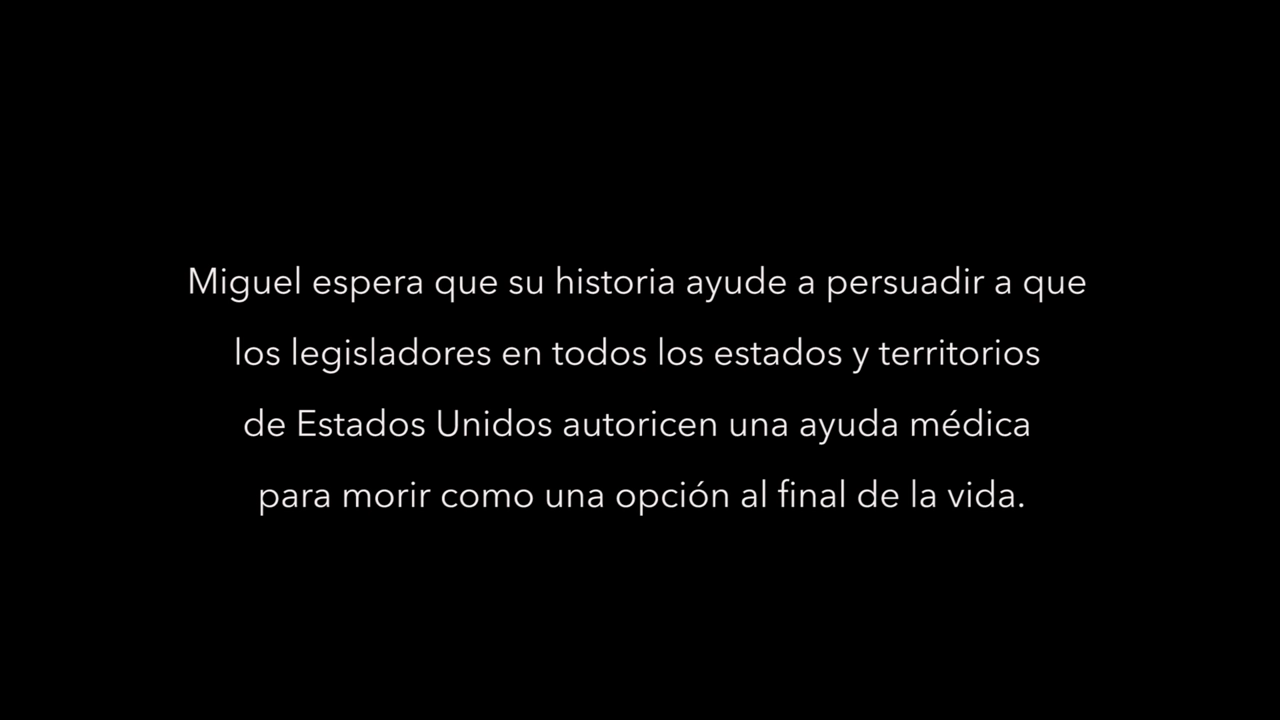 Miguel espera que su historia ayude a persuadir a que
los legisladores en todos los estados y territorios
de Estados Unidos autoricen una ayuda médica
para morir como una opción al final de la vida.